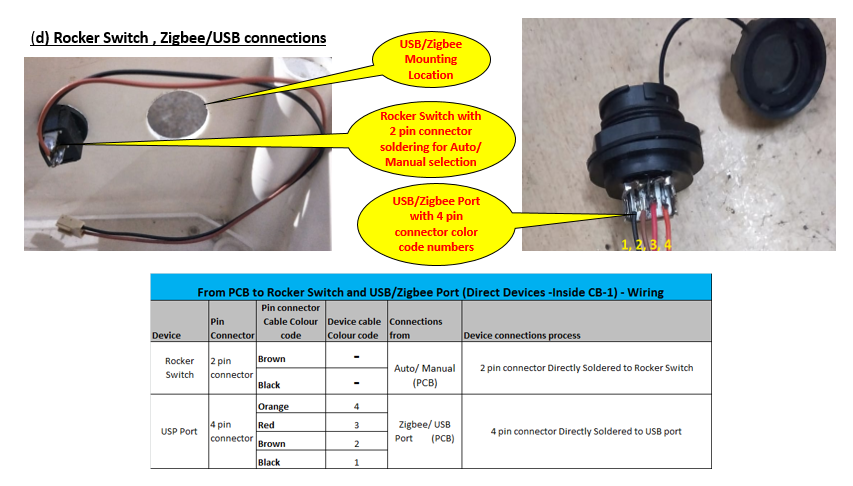 (d) Rocker Switch , Zigbee/USB connections
USB/Zigbee
Mounting
Location
Rocker Switch with
2 pin connector
soldering for Auto/
Manual selection
USB/Zigbee Port
with 4 pin
connector color
code numbers
1, 2, 3, 4
From PCB to Rocker Switch and USB/Zigbee Port (Direct Devices -Inside CB-1) - Wiring
Device
Pin
Connector
Pin connector
Cable Colour
code
Device cable
Colour code
Connections
from
Device connections process
Rocker
Switch
2 pin
connector
Brown
-
Black
-
Auto/ Manual
(PCB)
2 pin connector Directly Soldered to Rocker Switch
USP Port
4 pin
connector
Orange 4
Red 3
Brown 2
Black 1
Zigbee/ USB
Port (PCB)
4 pin connector Directly Soldered to USB port